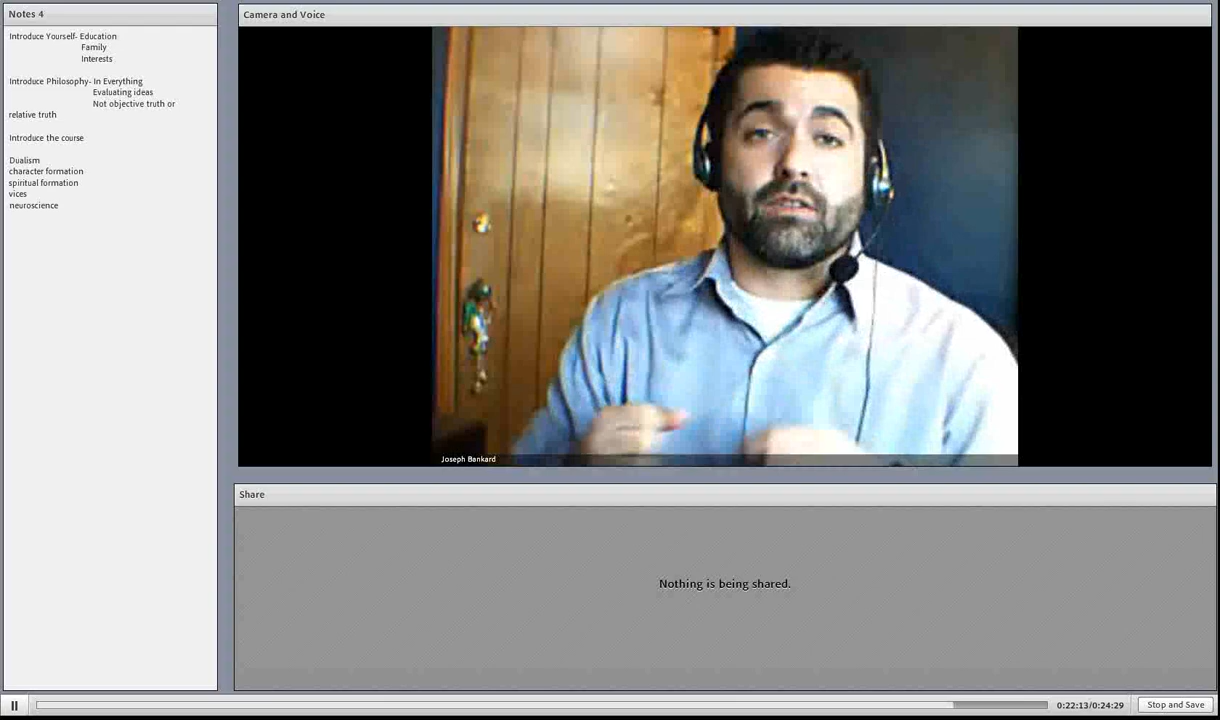 Notes 4
Introduce Yourself- Education
Family
Interests
Introduce Philosophy- In Everything
Evaluating ideas
Not objective truth or
relative truth
Introduce the course
Dualism
character formation
spiritual formation
vices
neuroscience
Camera and Voice
Joseph Bankard
Share
Nothing is being shared.
0:22:13/0:24:29
Stop and Save